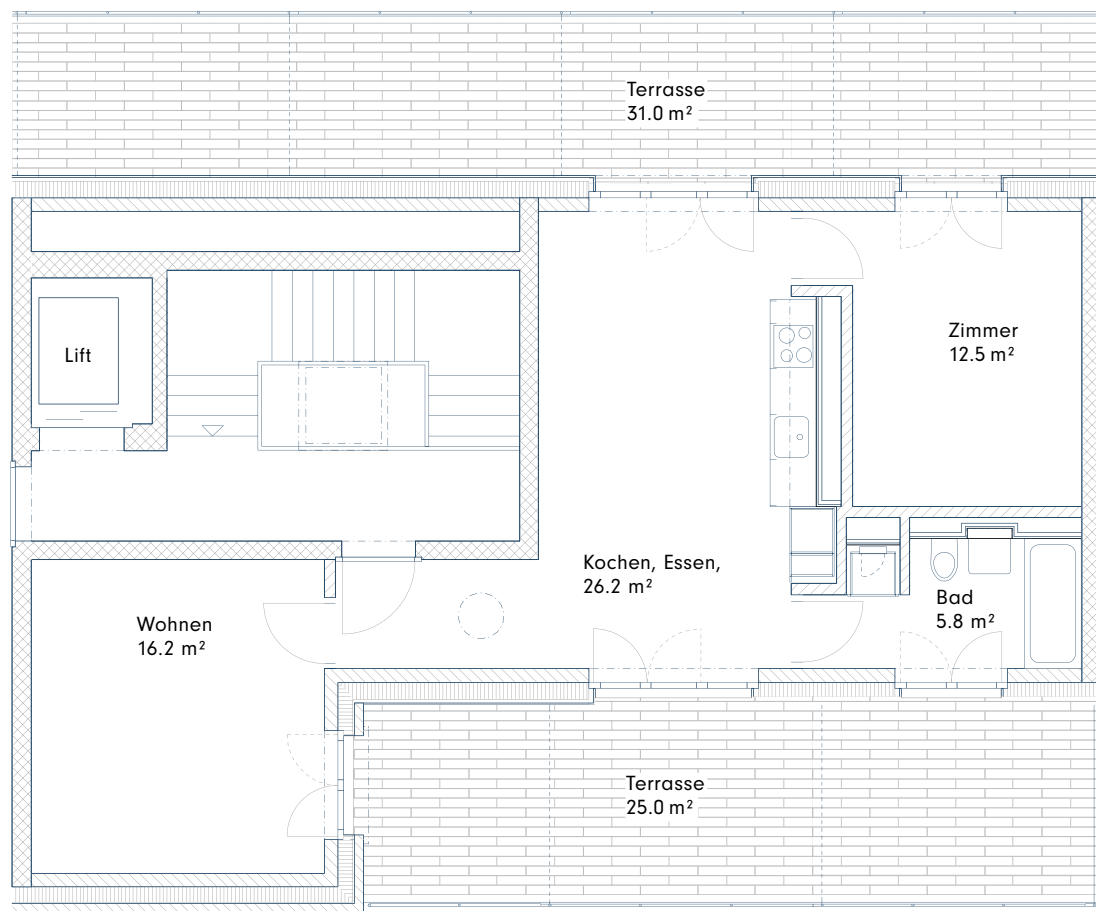 Terrasse
31.0 m²
Lift
Zimmer
12.5 m²
Kochen, Essen,
26.2 m²
Wohnen
16.2 m²
Bad
5.8 m²
Terrasse
25.0 m²